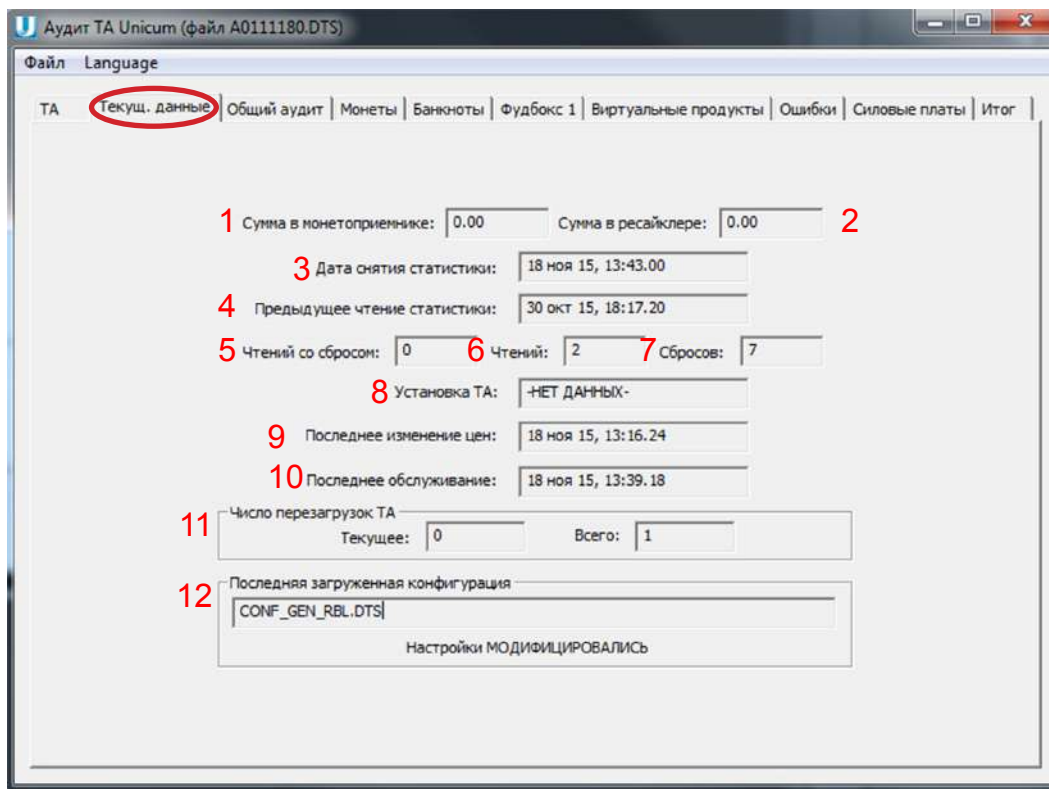 Аудит ТА Unicum (файл A0111180.DTS)
Файл Language
ТА Текущ. данные Общий аудит Монеты Банкноты Фудбокс 1 Виртуальные продукты Ошибки Силовые платы Итог
1 Сумма в монетоприемнике: 0.00 Сумма в ресайклере: 0.00 2
3 Дата снятия статистики: 18 ноя 15, 13:43.00
4 Предыдущее чтение статистики: 30 окт 15, 18:17.20
5 Чтений со сбросом: 0 6 Чтений: 2 7 Сбросов: 7
8 Установка ТА: -НЕТ ДАННЫХ-
9 Последнее изменение цен: 18 ноя 15, 13:16.24
10 Последнее обслуживание: 18 ноя 15, 13:39.18
11 Число перезагрузок ТА
Текущее: 0 Всего: 1
12 Последняя загруженная конфигурация
CONF_GEN_RBL.DTS
Настройки МОДИФИЦИРОВАЛИСЬ